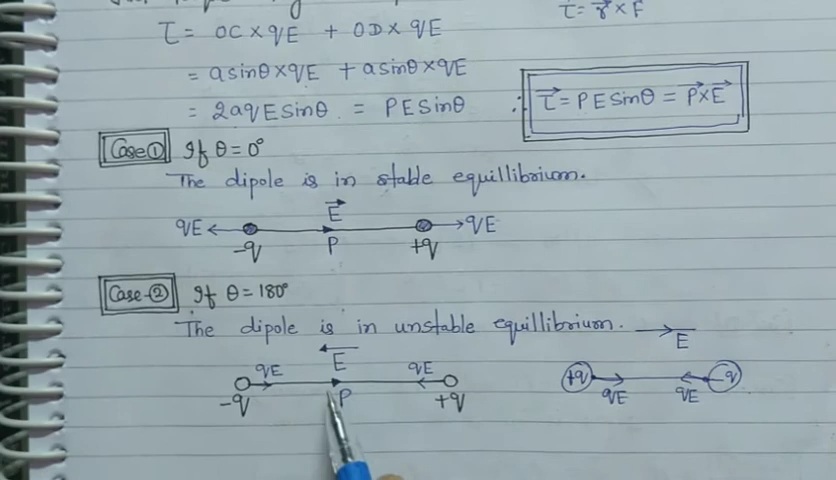 τ = r⃗ × F
τ = OC × qE + OD × qE
= a sinθ × qE + a sinθ × qE
= 2aqE sinθ = PE sinθ ∴ τ⃗ = PE sinθ = P⃗×E⃗
Case ① If θ = 0°
The dipole is in stable equillibrium.
E⃗
qE qE
-q P +q
Case-② If θ = 180°
The dipole is in unstable equillibrium. E
E
qE qE +q -q
-q P +q qE qE